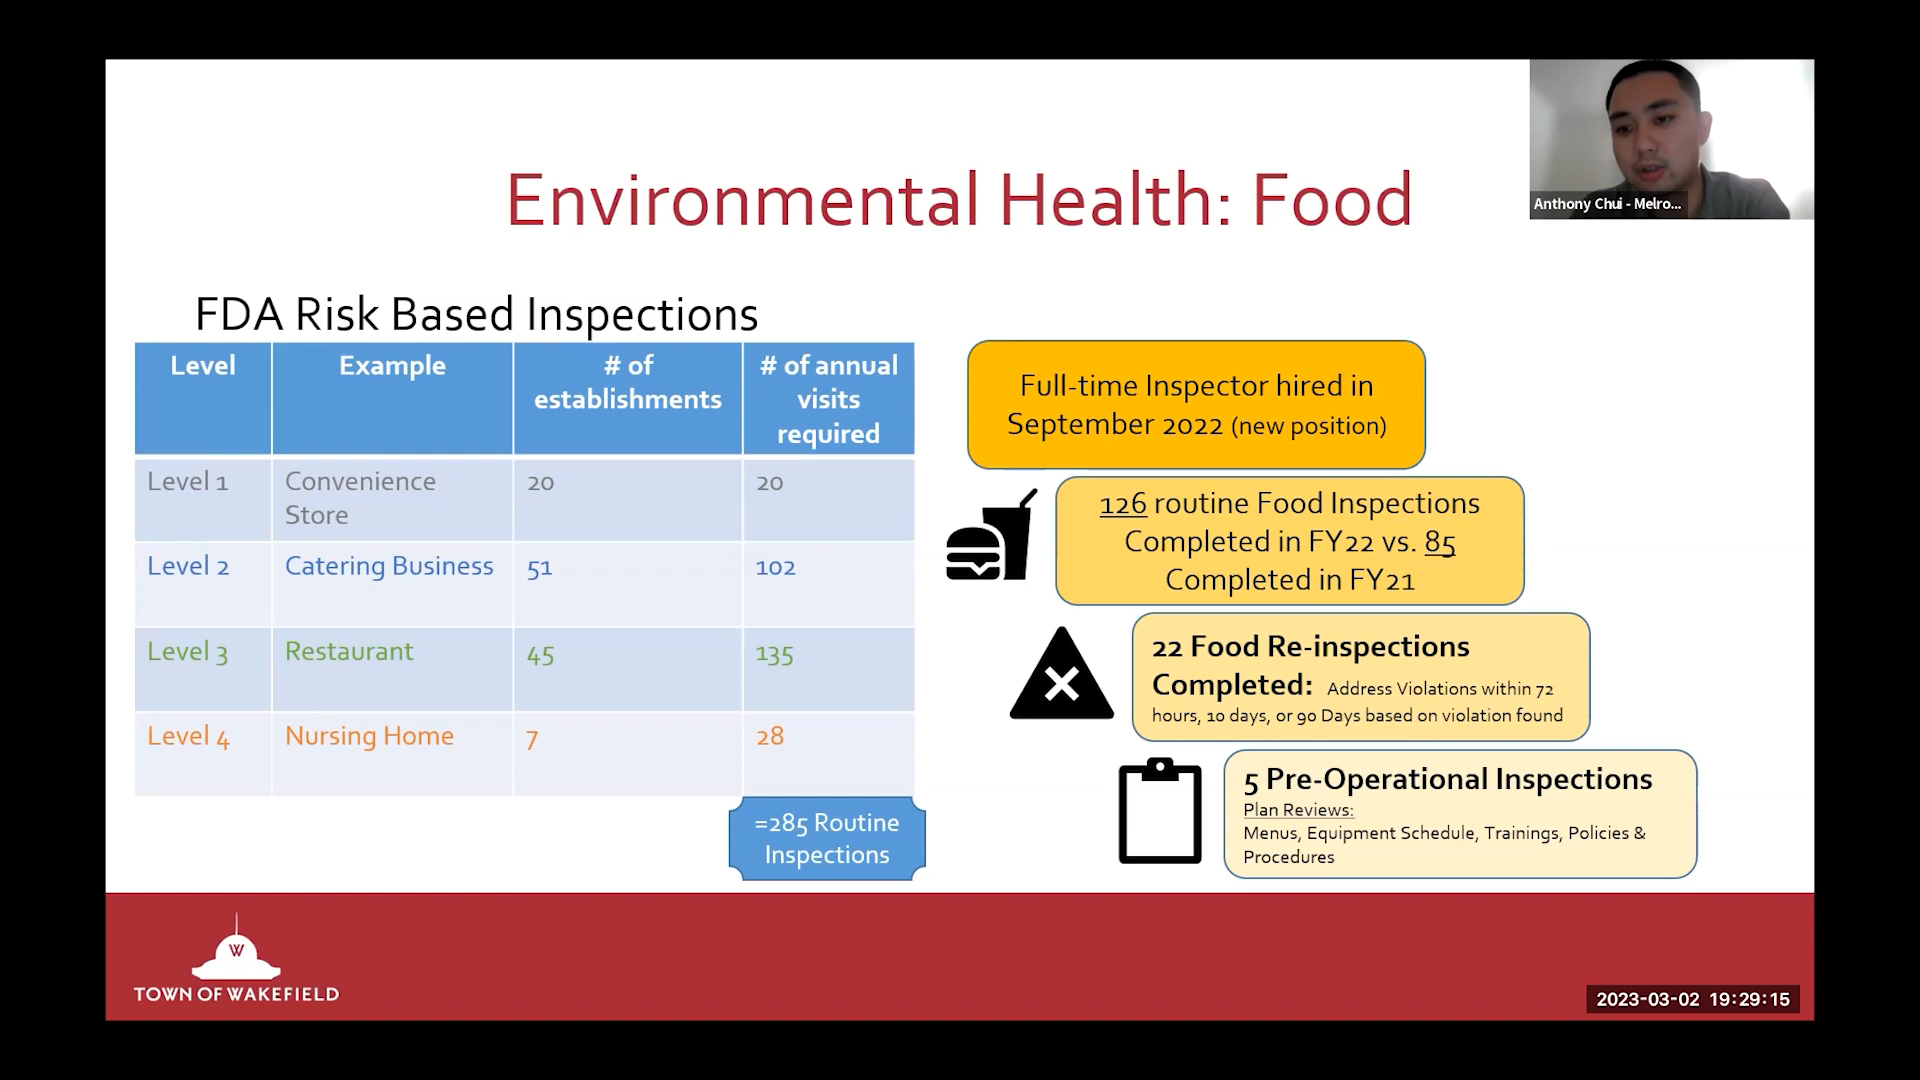 Environmental Health: Food
Anthony Chui - Melro...
FDA Risk Based Inspections
Level
Example
# of
establishments
# of annual
visits
required
Level 1
Convenience
Store
20
20
Level 2
Catering Business
51
102
Level 3
Restaurant
45
135
Level 4
Nursing Home
7
28
=285 Routine
Inspections
Full-time Inspector hired in
September 2022 (new position)
126 routine Food Inspections
Completed in FY22 vs. 85
Completed in FY21
22 Food Re-inspections
Completed: Address Violations within 72
hours, 10 days, or 90 Days based on violation found
5 Pre-Operational Inspections
Plan Reviews:
Menus, Equipment Schedule, Trainings, Policies &
Procedures
W
TOWN OF WAKEFIELD
2023-03-02 19:29:15